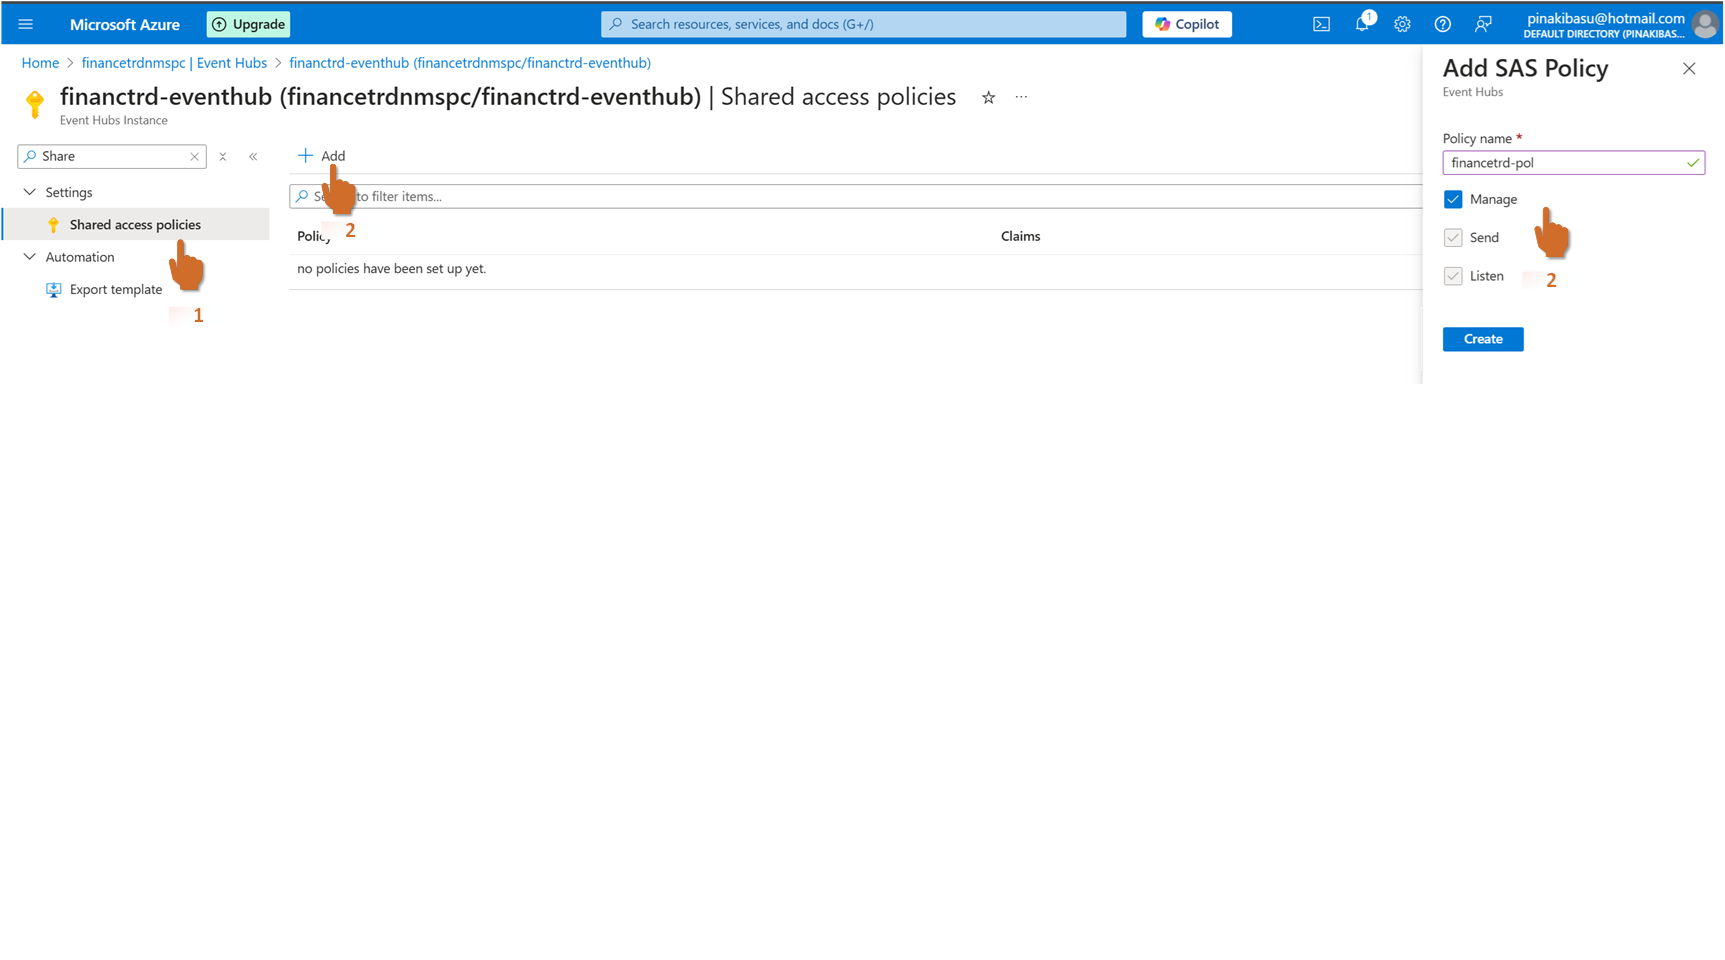 Microsoft Azure
Upgrade
Search resources, services, and docs (G+/)
Copilot
1
pinakibasu@hotmail.com
DEFAULT DIRECTORY (PINAKIBAS...
Home > financetrdnmspc | Event Hubs > financtrd-eventhub (financetrdnmspc/financtrd-eventhub)
financtrd-eventhub (financetrdnmspc/financtrd-eventhub) | Shared access policies
Event Hubs Instance
Share
Settings
Shared access policies
Automation
Export template
1
Add
to filter items...
2
Policy
Claims
no policies have been set up yet.
Add SAS Policy
Event Hubs
Policy name *
financetrd-pol
Manage
Send
Listen
2
Create